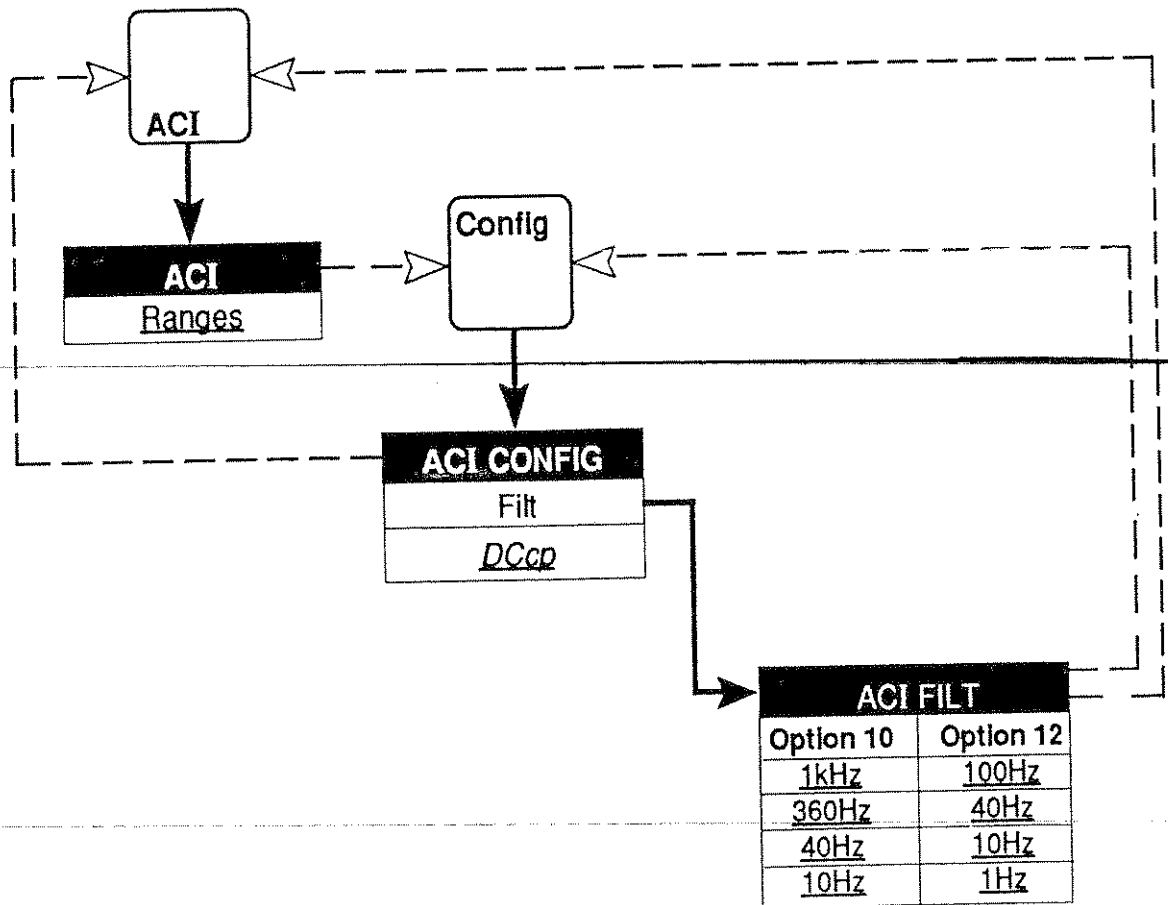 ACI
Config
ACI
Ranges
ACI CONFIG
Filt
DCcp
ACI FILT
Option 10 Option 12
1kHz 100Hz
360Hz 40Hz
40Hz 10Hz
10Hz 1Hz